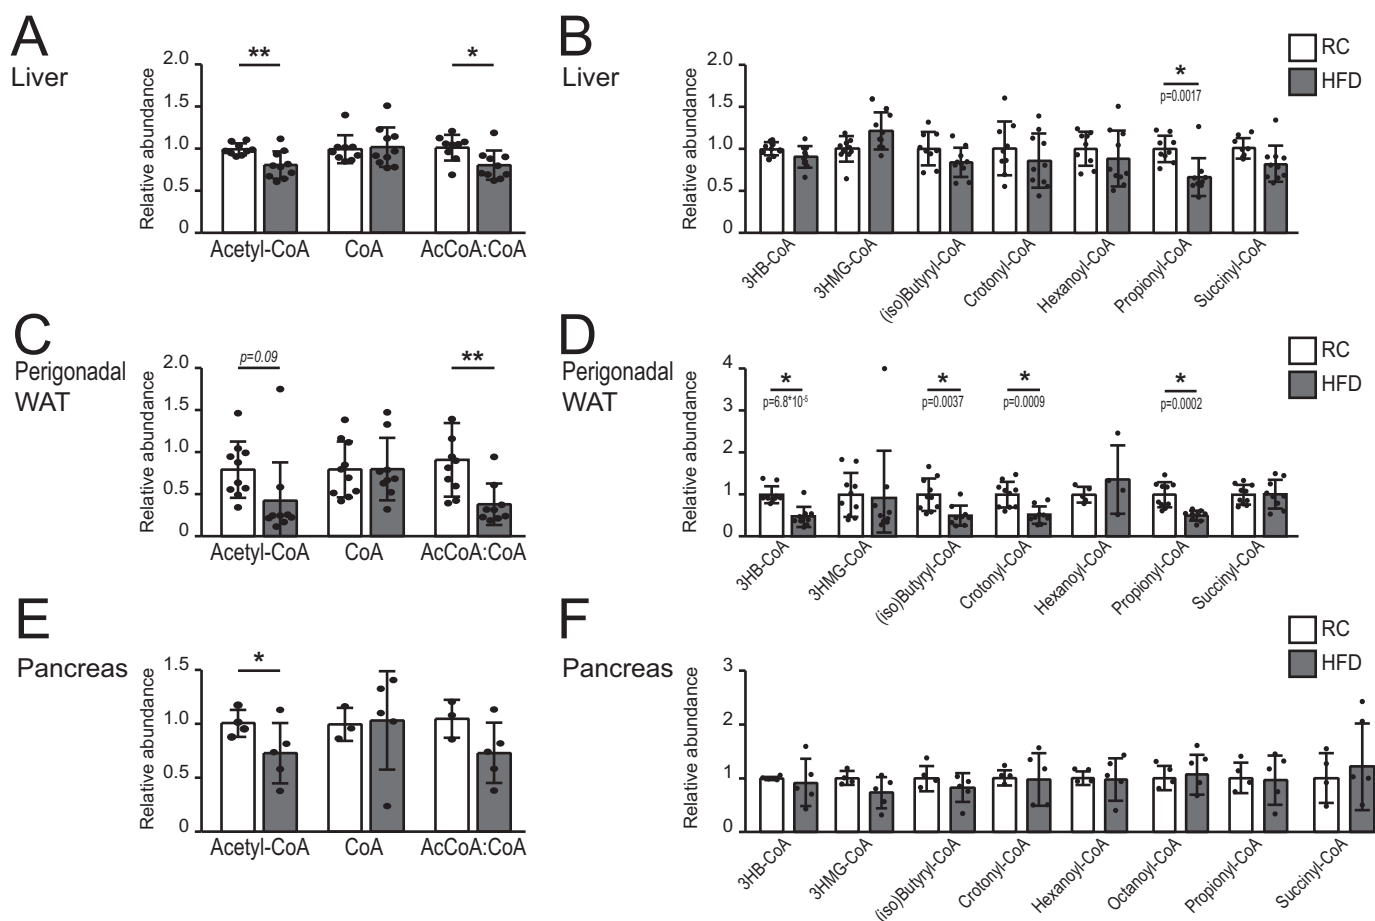 A
Liver
Relative abundance
2.0
1.5
1.0
0.5
0
**
*
Acetyl-CoA CoA AcCoA:CoA
B
Liver
RC
HFD
Relative abundance
2.0
1.5
1.0
0.5
0
*
p=0.0017
3HB-CoA
3HMG-CoA
(iso)Butyryl-CoA
Crotonyl-CoA
Hexanoyl-CoA
Propionyl-CoA
Succinyl-CoA
C
Perigonadal
WAT
Relative abundance
2.0
1.5
1.0
0.5
0
p=0.09
**
Acetyl-CoA CoA AcCoA:CoA
D
Perigonadal
WAT
RC
HFD
Relative abundance
4
3
2
1
0
*
p=6.8*10-5
*
p=0.0037
*
p=0.0009
*
p=0.0002
3HB-CoA
3HMG-CoA
(iso)Butyryl-CoA
Crotonyl-CoA
Hexanoyl-CoA
Propionyl-CoA
Succinyl-CoA
E
Pancreas
Relative abundance
1.5
1.0
0.5
0
*
Acetyl-CoA CoA AcCoA:CoA
F
Pancreas
RC
HFD
Relative abundance
3
2
1
0
3HB-CoA
3HMG-CoA
(iso)Butyryl-CoA
Crotonyl-CoA
Hexanoyl-CoA
Octanoyl-CoA
Propionyl-CoA
Succinyl-CoA